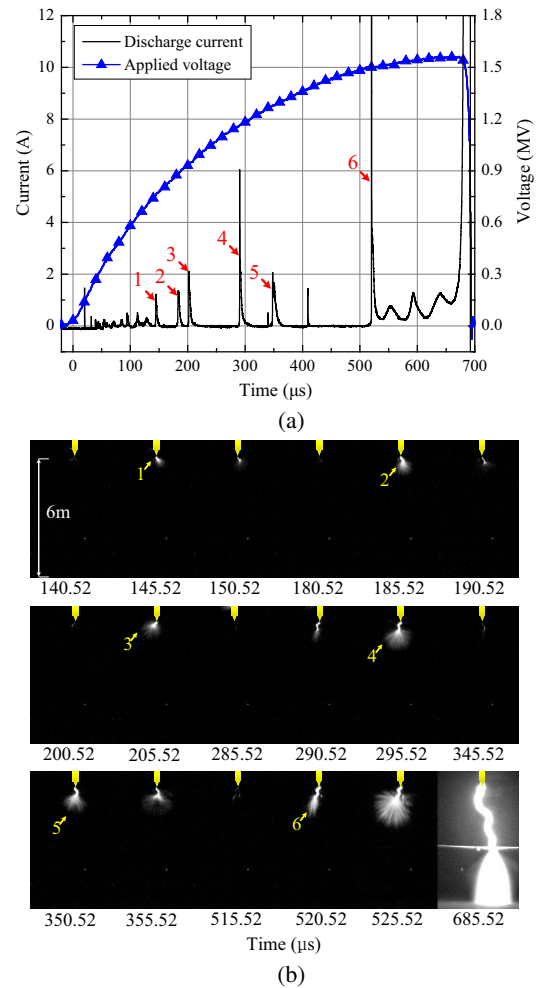 Discharge current
Applied voltage
12
10
8
6
4
2
0
Current (A)
1.8
1.5
1.2
0.9
0.6
0.3
0.0
Voltage (MV)
1
2
3
4
5
6
0 100 200 300 400 500 600 700
Time (μs)
(a)
6m
1
2
140.52 145.52 150.52 180.52 185.52 190.52
3
4
200.52 205.52 285.52 290.52 295.52 345.52
5
6
350.52 355.52 515.52 520.52 525.52 685.52
Time (μs)
(b)